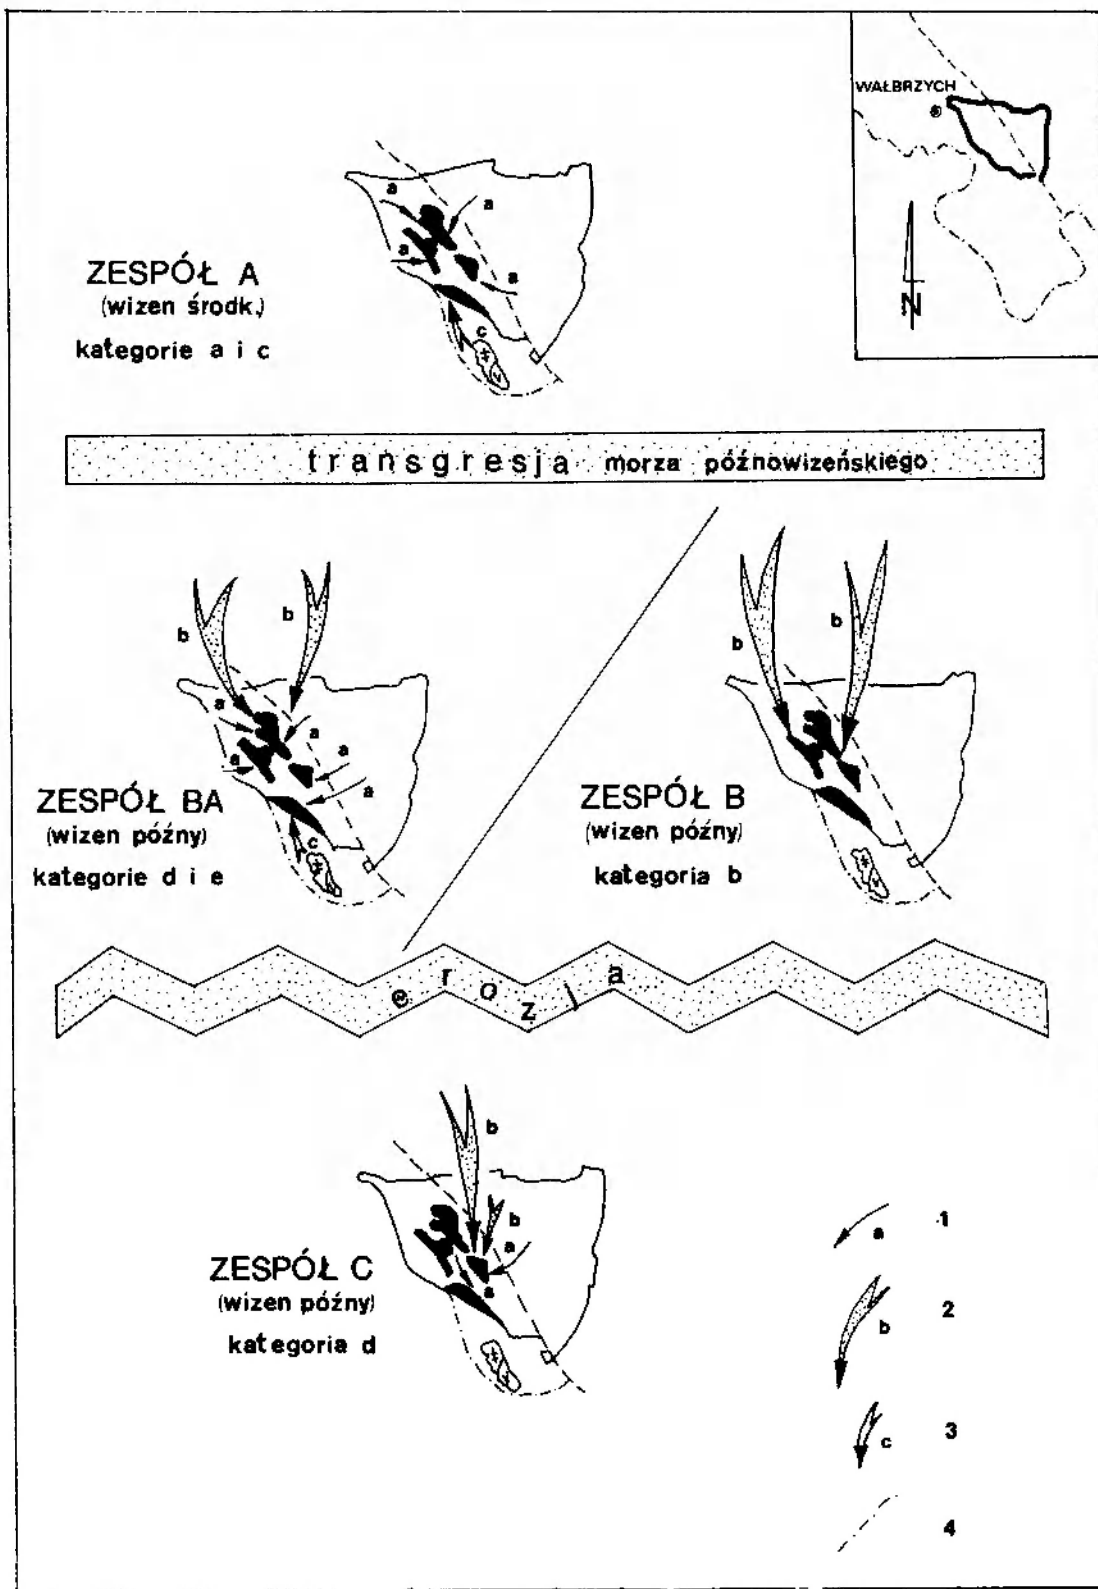 WAŁBRZYCH
N
a
a
a
a
c
ZESPÓŁ A
(wizen środk.)
kategorie a i c
transgresja morza późnowizeńskiego
b
b
a
a
a
a
a
c
ZESPÓŁ BA
(wizen późny)
kategorie d i e
b
b
ZESPÓŁ B
(wizen późny)
kategoria b
erozja
b
b
a
a
ZESPÓŁ C
(wizen późny)
kategoria d
a 1
b 2
c 3
4